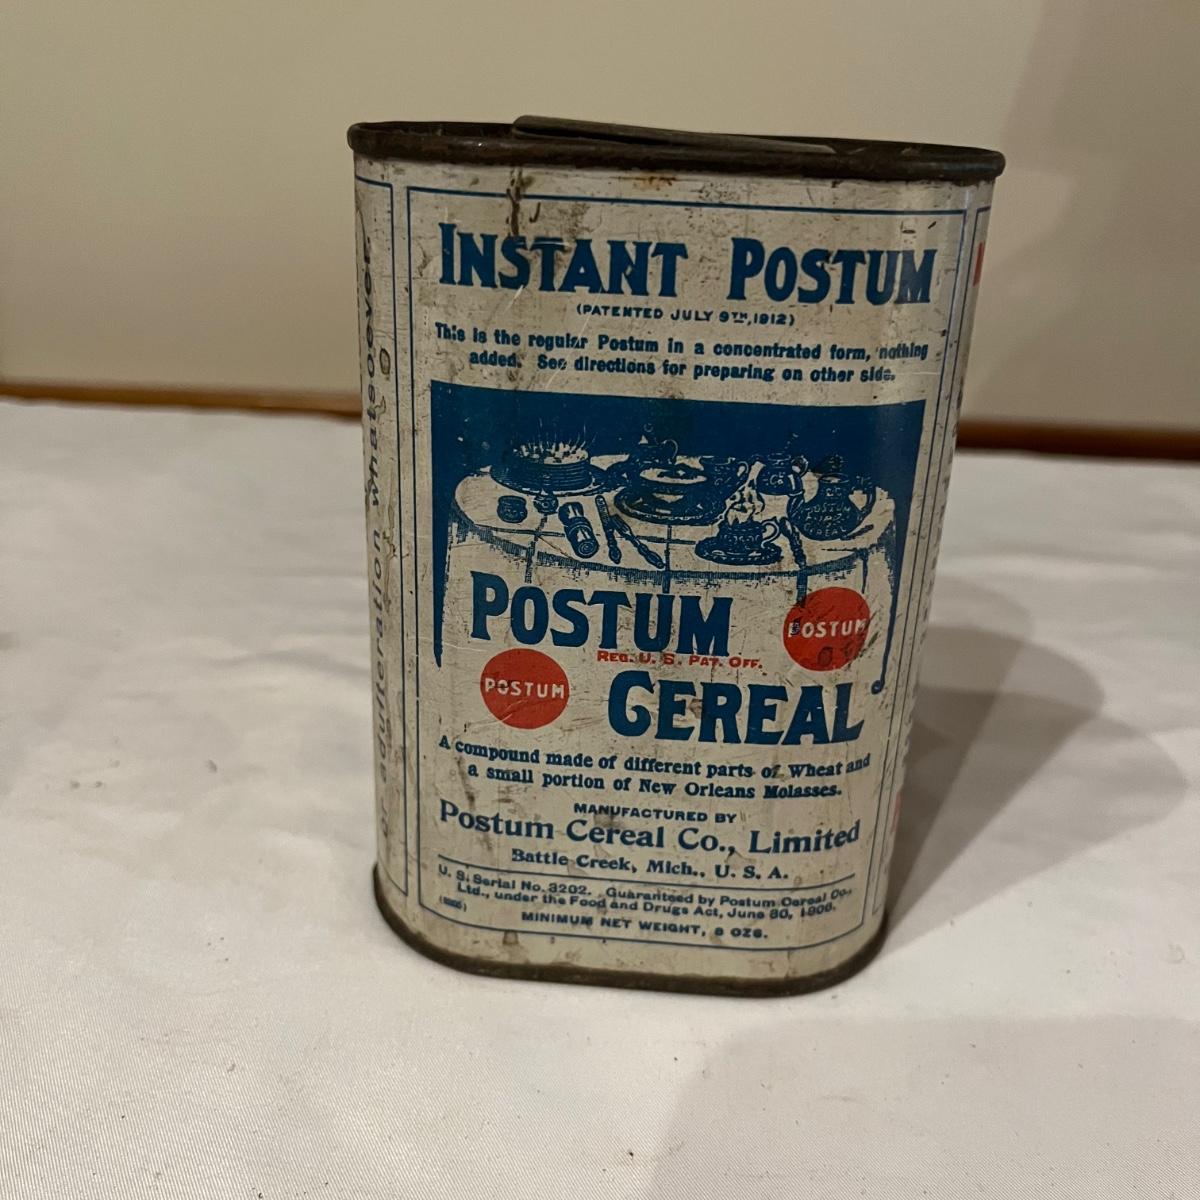 INSTANT POSTUM
(PATENTED JULY 9TH, 1912)
This is the regular Postum in a concentrated form, nothing
added. See directions for preparing on other side.
POSTUM
CEREAL
POSTUM
POSTUM
REG. U. S. PAT. OFF.
POSTUM
CEREAL
A compound made of different parts of Wheat and
a small portion of New Orleans Molasses.
MANUFACTURED BY
Postum Cereal Co., Limited
Battle Creek, Mich., U. S. A.
U. S. Serial No. 3202. Guaranteed by Postum Cereal Co.,
Ltd., under the Food and Drugs Act, June 30, 1906.
MINIMUM NET WEIGHT, 8 OZS.
or adulteration whatsoever.